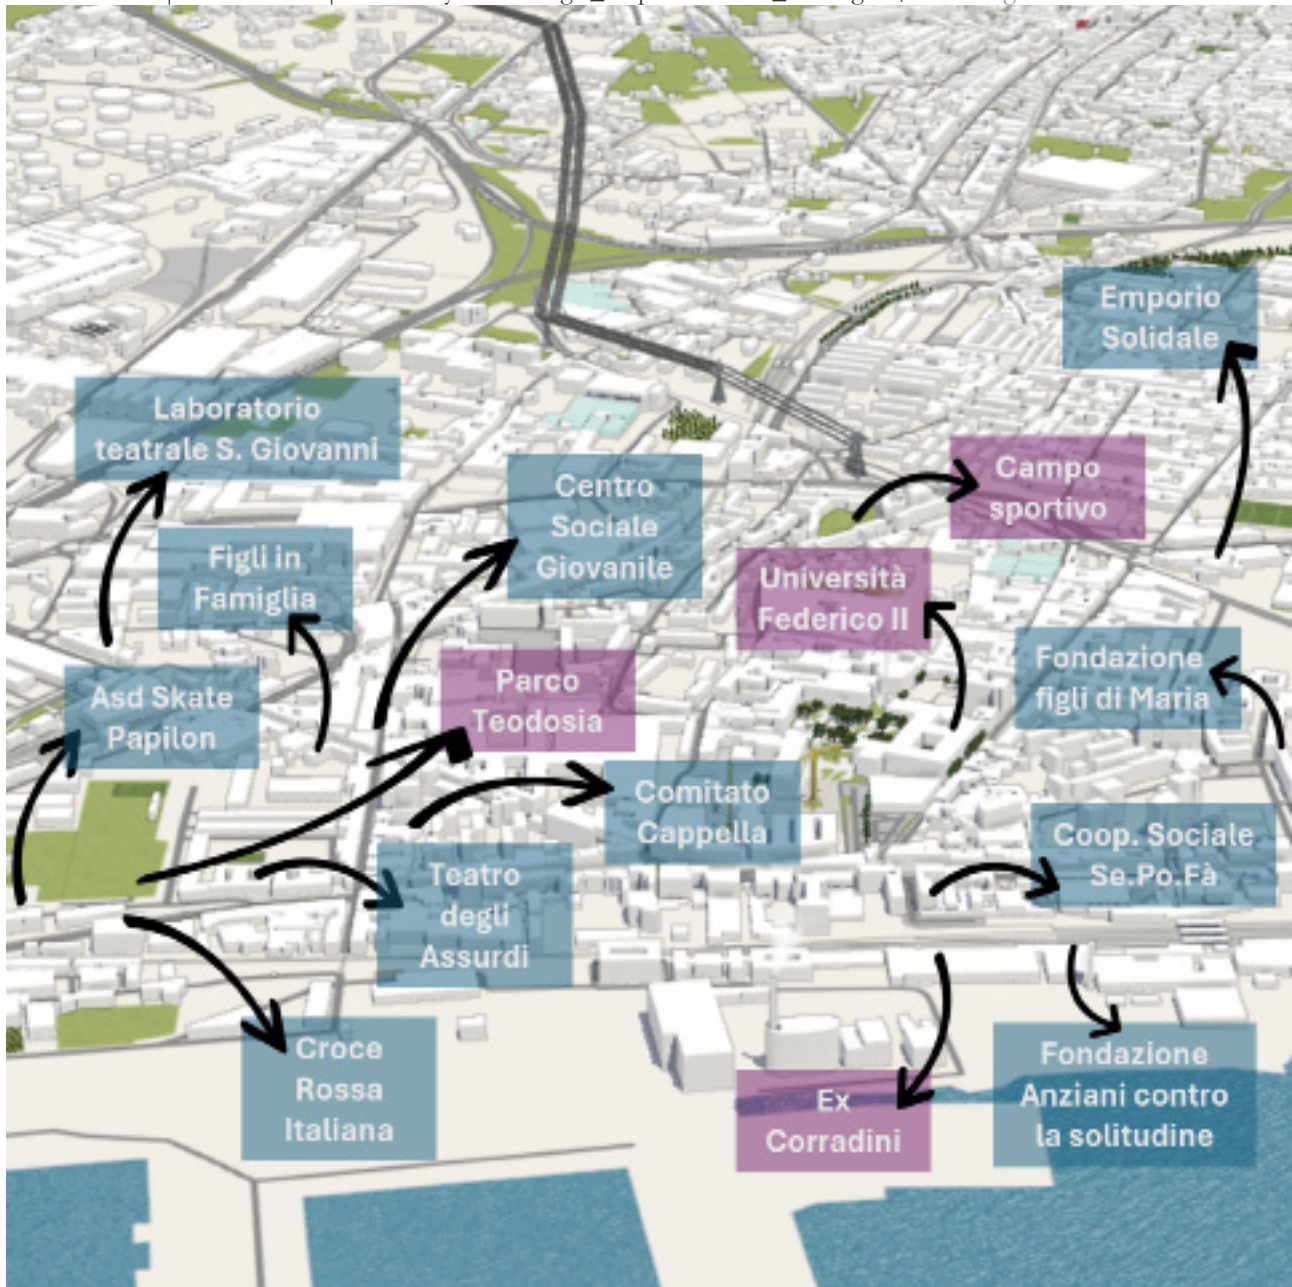 Emporio
Solidale
Laboratorio
teatrale S. Giovanni
Campo
sportivo
Centro
Sociale
Giovanile
Figli in
Famiglia
Università
Federico II
Fondazione
figli di Maria
Parco
Teodosia
Asd Skate
Papilon
Comitato
Cappella
Coop. Sociale
Se.Po.Fà
Teatro
degli
Assurdi
Croce
Rossa
Italiana
Fondazione
Anziani contro
la solitudine
Ex
Corradini